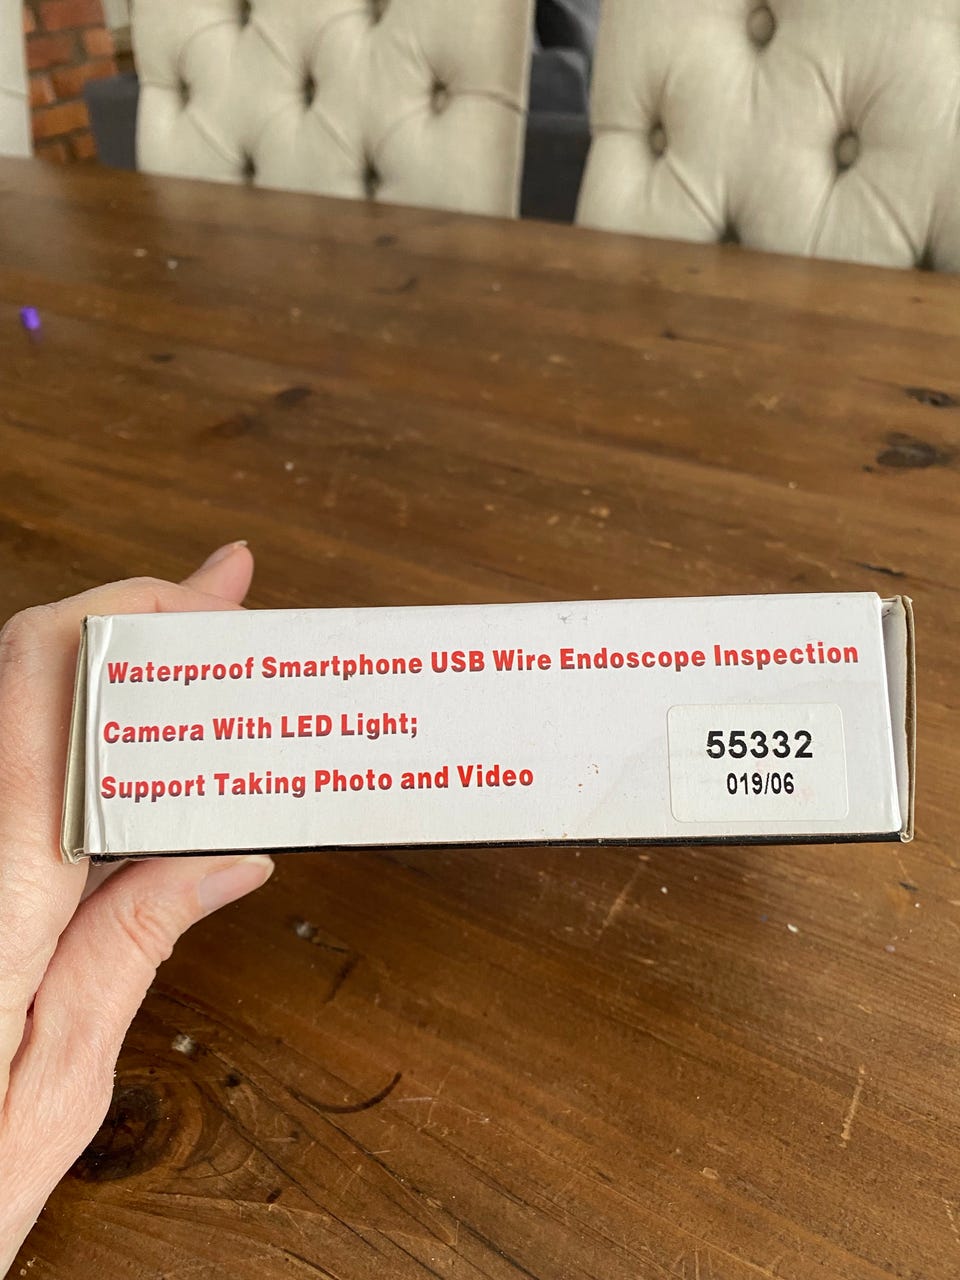 Waterproof Smartphone USB Wire Endoscope Inspection
Camera With LED Light;
Support Taking Photo and Video
55332
019/06